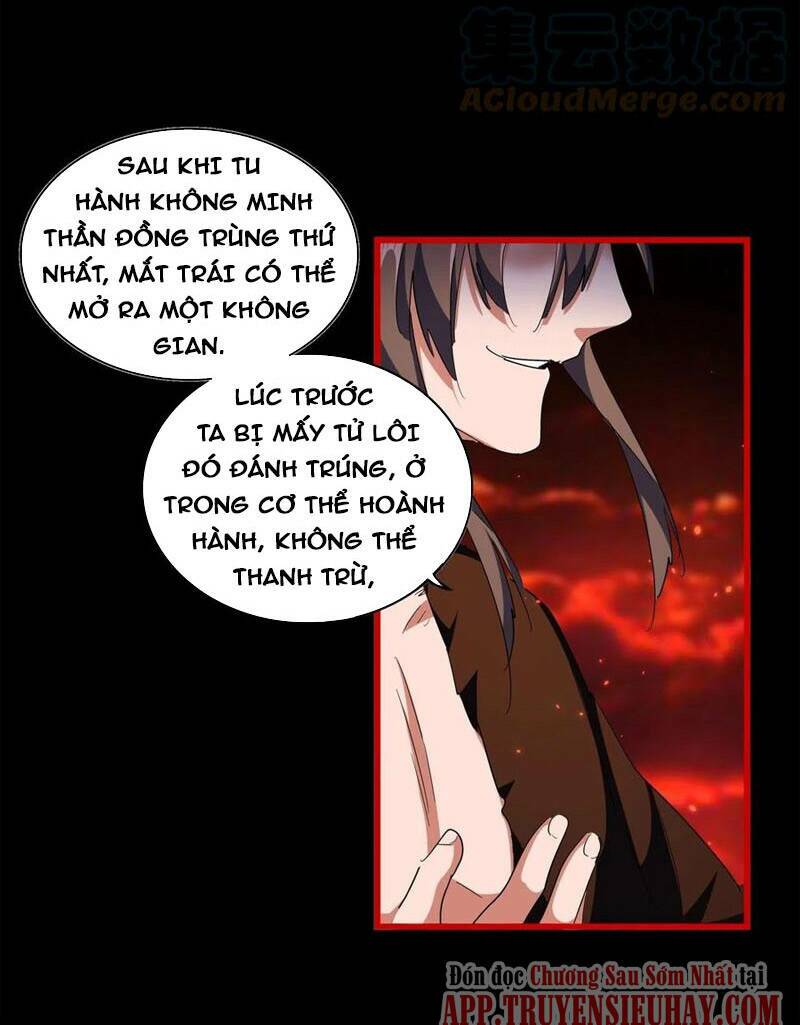 集云数据
ACloudMerge.com
SAU KHI TU
HÀNH KHÔNG MINH
THẦN ĐỒNG TRÙNG THỨ
NHẤT, MẮT TRÁI CÓ THỂ
MỞ RA MỘT KHÔNG
GIAN.
LÚC TRƯỚC
TA BỊ MẤY TỬ LÔI
ĐÓ ĐÁNH TRÚNG, Ở
TRONG CƠ THỂ HOÀNH
HÀNH, KHÔNG THỂ
THANH TRỪ,
Đón đọc Chương Sau Sớm Nhất tại
APP.TRUYENSIEUHAY.COM